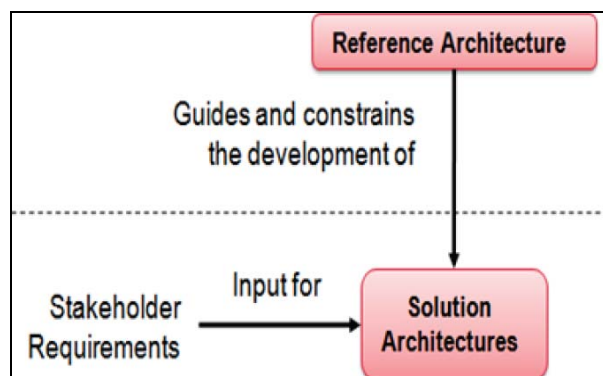 Reference Architecture
Guides and constrains
the development of
Input for
Stakeholder
Requirements
Solution
Architectures